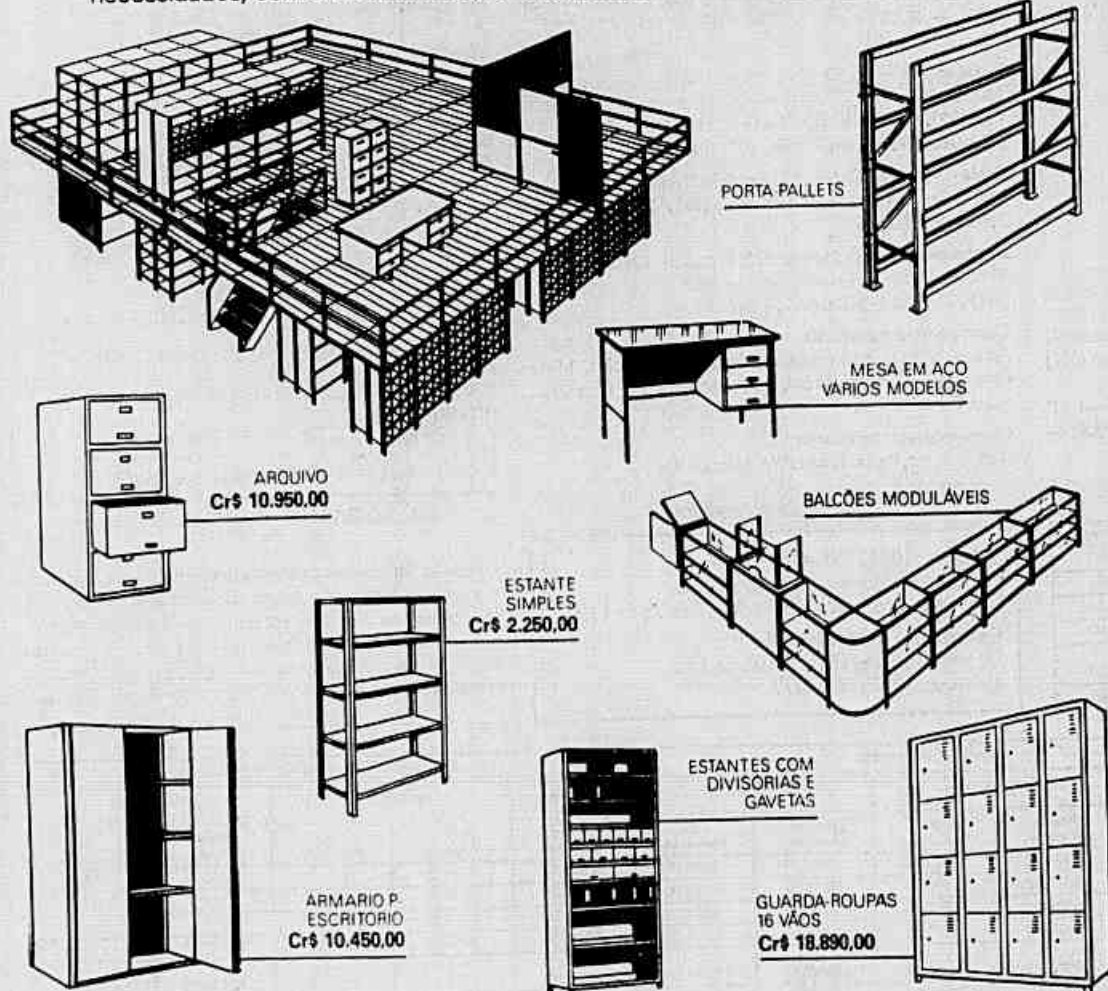 PORTA PALLETS
MESA EM AÇO
VÁRIOS MODELOS
ARQUIVO
Cr$ 10.950,00
BALCÕES MODULÁVEIS
ESTANTE
SIMPLES
Cr$ 2.250,00
ESTANTES COM
DIVISÓRIAS E
GAVETAS
ARMARIO P.
ESCRITORIO
Cr$ 10.450,00
GUARDA-ROUPAS
16 VÃOS
Cr$ 18.890,00